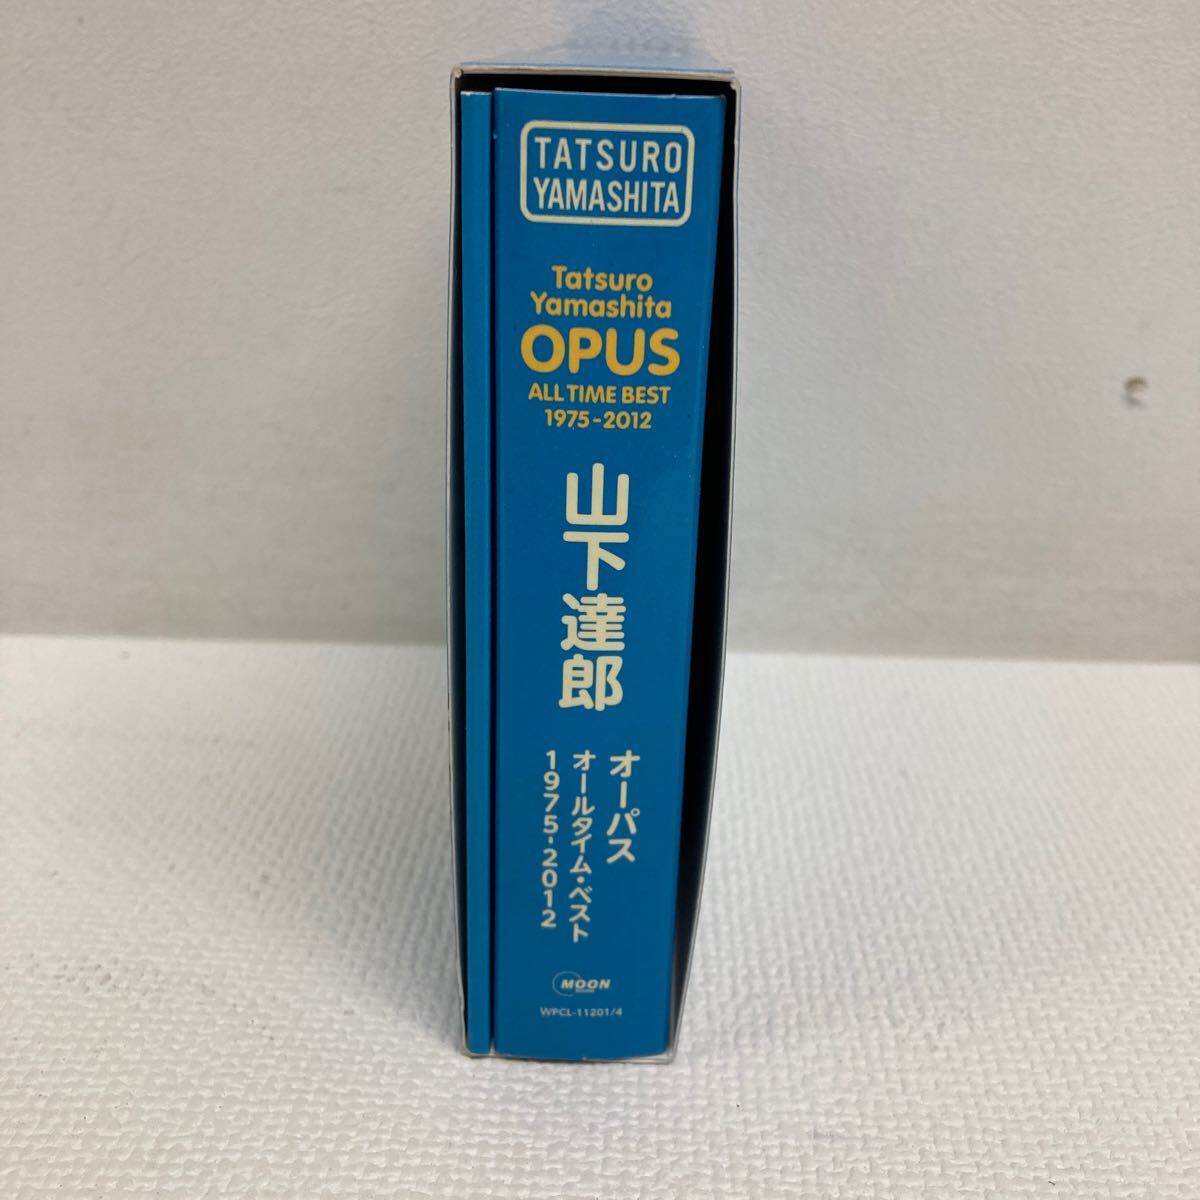 TATSURO
YAMASHITA
Tatsuro
Yamashita
OPUS
ALL TIME BEST
1975-2012
山下達郎
オーパス
オールタイム・ベスト
1975-2012
MOON
WPCL-11201/4